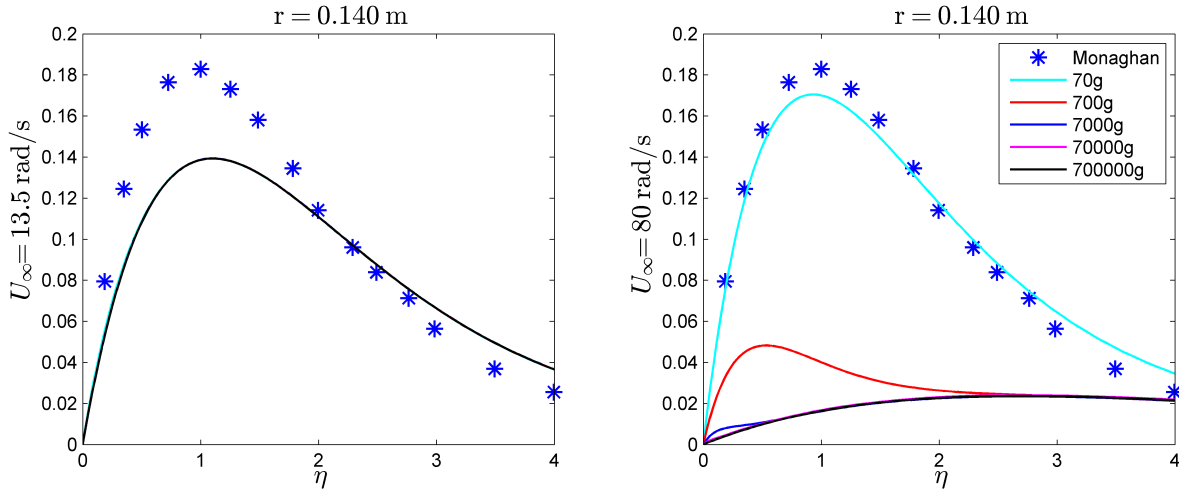 r = 0.140 m
U∞= 13.5 rad/s
0.2
0.18
0.16
0.14
0.12
0.1
0.08
0.06
0.04
0.02
0
0
1
2
3
4
η
r = 0.140 m
U∞= 80 rad/s
0.2
0.18
0.16
0.14
0.12
0.1
0.08
0.06
0.04
0.02
0
0
1
2
3
4
η
Monaghan
70g
700g
7000g
70000g
700000g